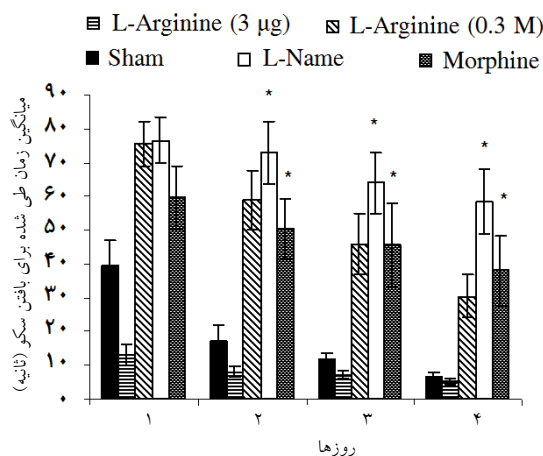 L-Arginine (3 µg) L-Arginine (0.3 M)
Sham L-Name Morphine
میانگین زمان طی شده برای یافتن سکو (ثانیه)
۹۰
۸۰
۷۰
۶۰
۵۰
۴۰
۳۰
۲۰
۱۰
۰
* * * * * *
۱ ۲ ۳ ۴
روزها